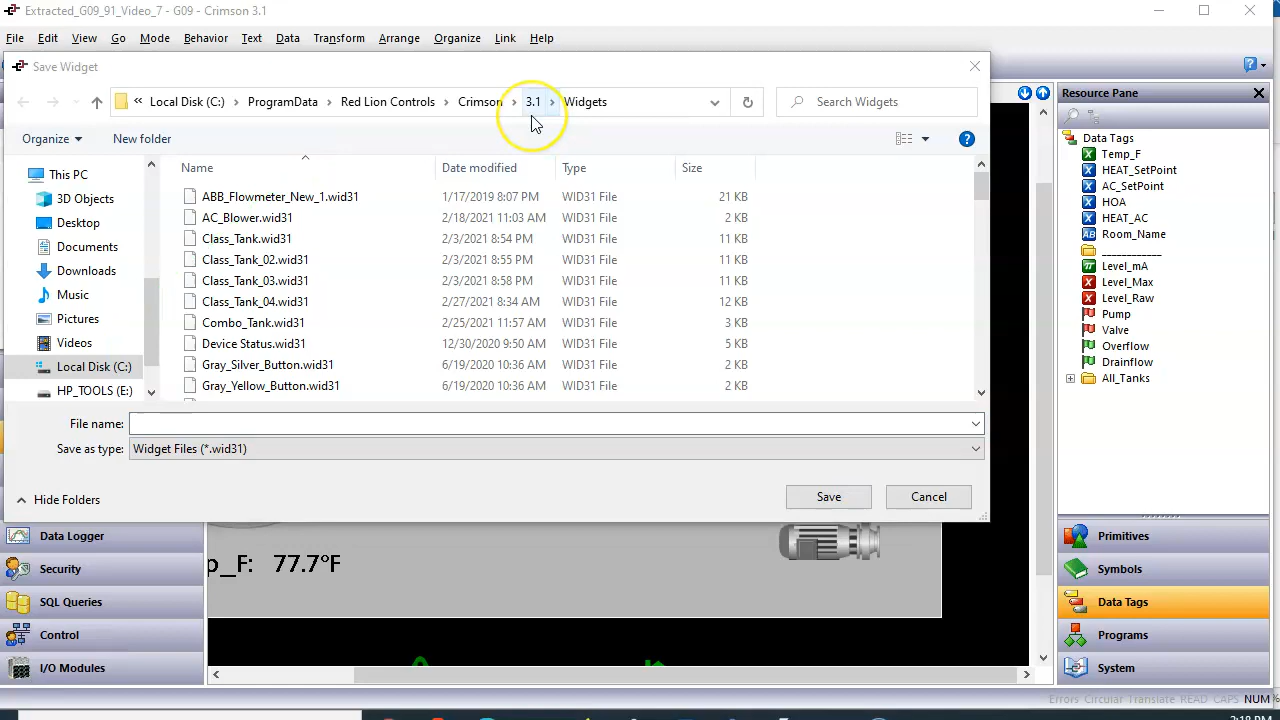 Extracted_G09_91_Video_7 - G09 - Crimson 3.1
File Edit View Go Mode Behavior Text Data Transform Arrange Organize Link Help
Save Widget
« Local Disk (C:) › ProgramData › Red Lion Controls › Crimson › 3.1 › Widgets
Search Widgets
Organize
New folder
This PC
3D Objects
Desktop
Documents
Downloads
Music
Pictures
Videos
Local Disk (C:)
HP_TOOLS (E:)
Name Date modified Type Size
ABB_Flowmeter_New_1.wid31 1/17/2019 8:07 PM WID31 File 21 KB
AC_Blower.wid31 2/18/2021 11:03 AM WID31 File 2 KB
Class_Tank.wid31 2/3/2021 8:54 PM WID31 File 11 KB
Class_Tank_02.wid31 2/3/2021 8:55 PM WID31 File 11 KB
Class_Tank_03.wid31 2/3/2021 8:58 PM WID31 File 11 KB
Class_Tank_04.wid31 2/27/2021 8:34 AM WID31 File 12 KB
Combo_Tank.wid31 2/25/2021 11:57 AM WID31 File 3 KB
Device Status.wid31 12/30/2020 9:50 AM WID31 File 5 KB
Gray_Silver_Button.wid31 6/19/2020 10:36 AM WID31 File 2 KB
Gray_Yellow_Button.wid31 6/19/2020 10:36 AM WID31 File 2 KB
File name:
Save as type: Widget Files (*.wid31)
Hide Folders
Save
Cancel
Data Logger
Security
SQL Queries
Control
I/O Modules
p_F: 77.7°F
Resource Pane
Data Tags
Temp_F
HEAT_SetPoint
AC_SetPoint
HOA
HEAT_AC
Room_Name
____________
Level_mA
Level_Max
Level_Raw
Pump
Valve
Overflow
Drainflow
All_Tanks
Primitives
Symbols
Data Tags
Programs
System
Errors Circular Translate READ CAPS NUM